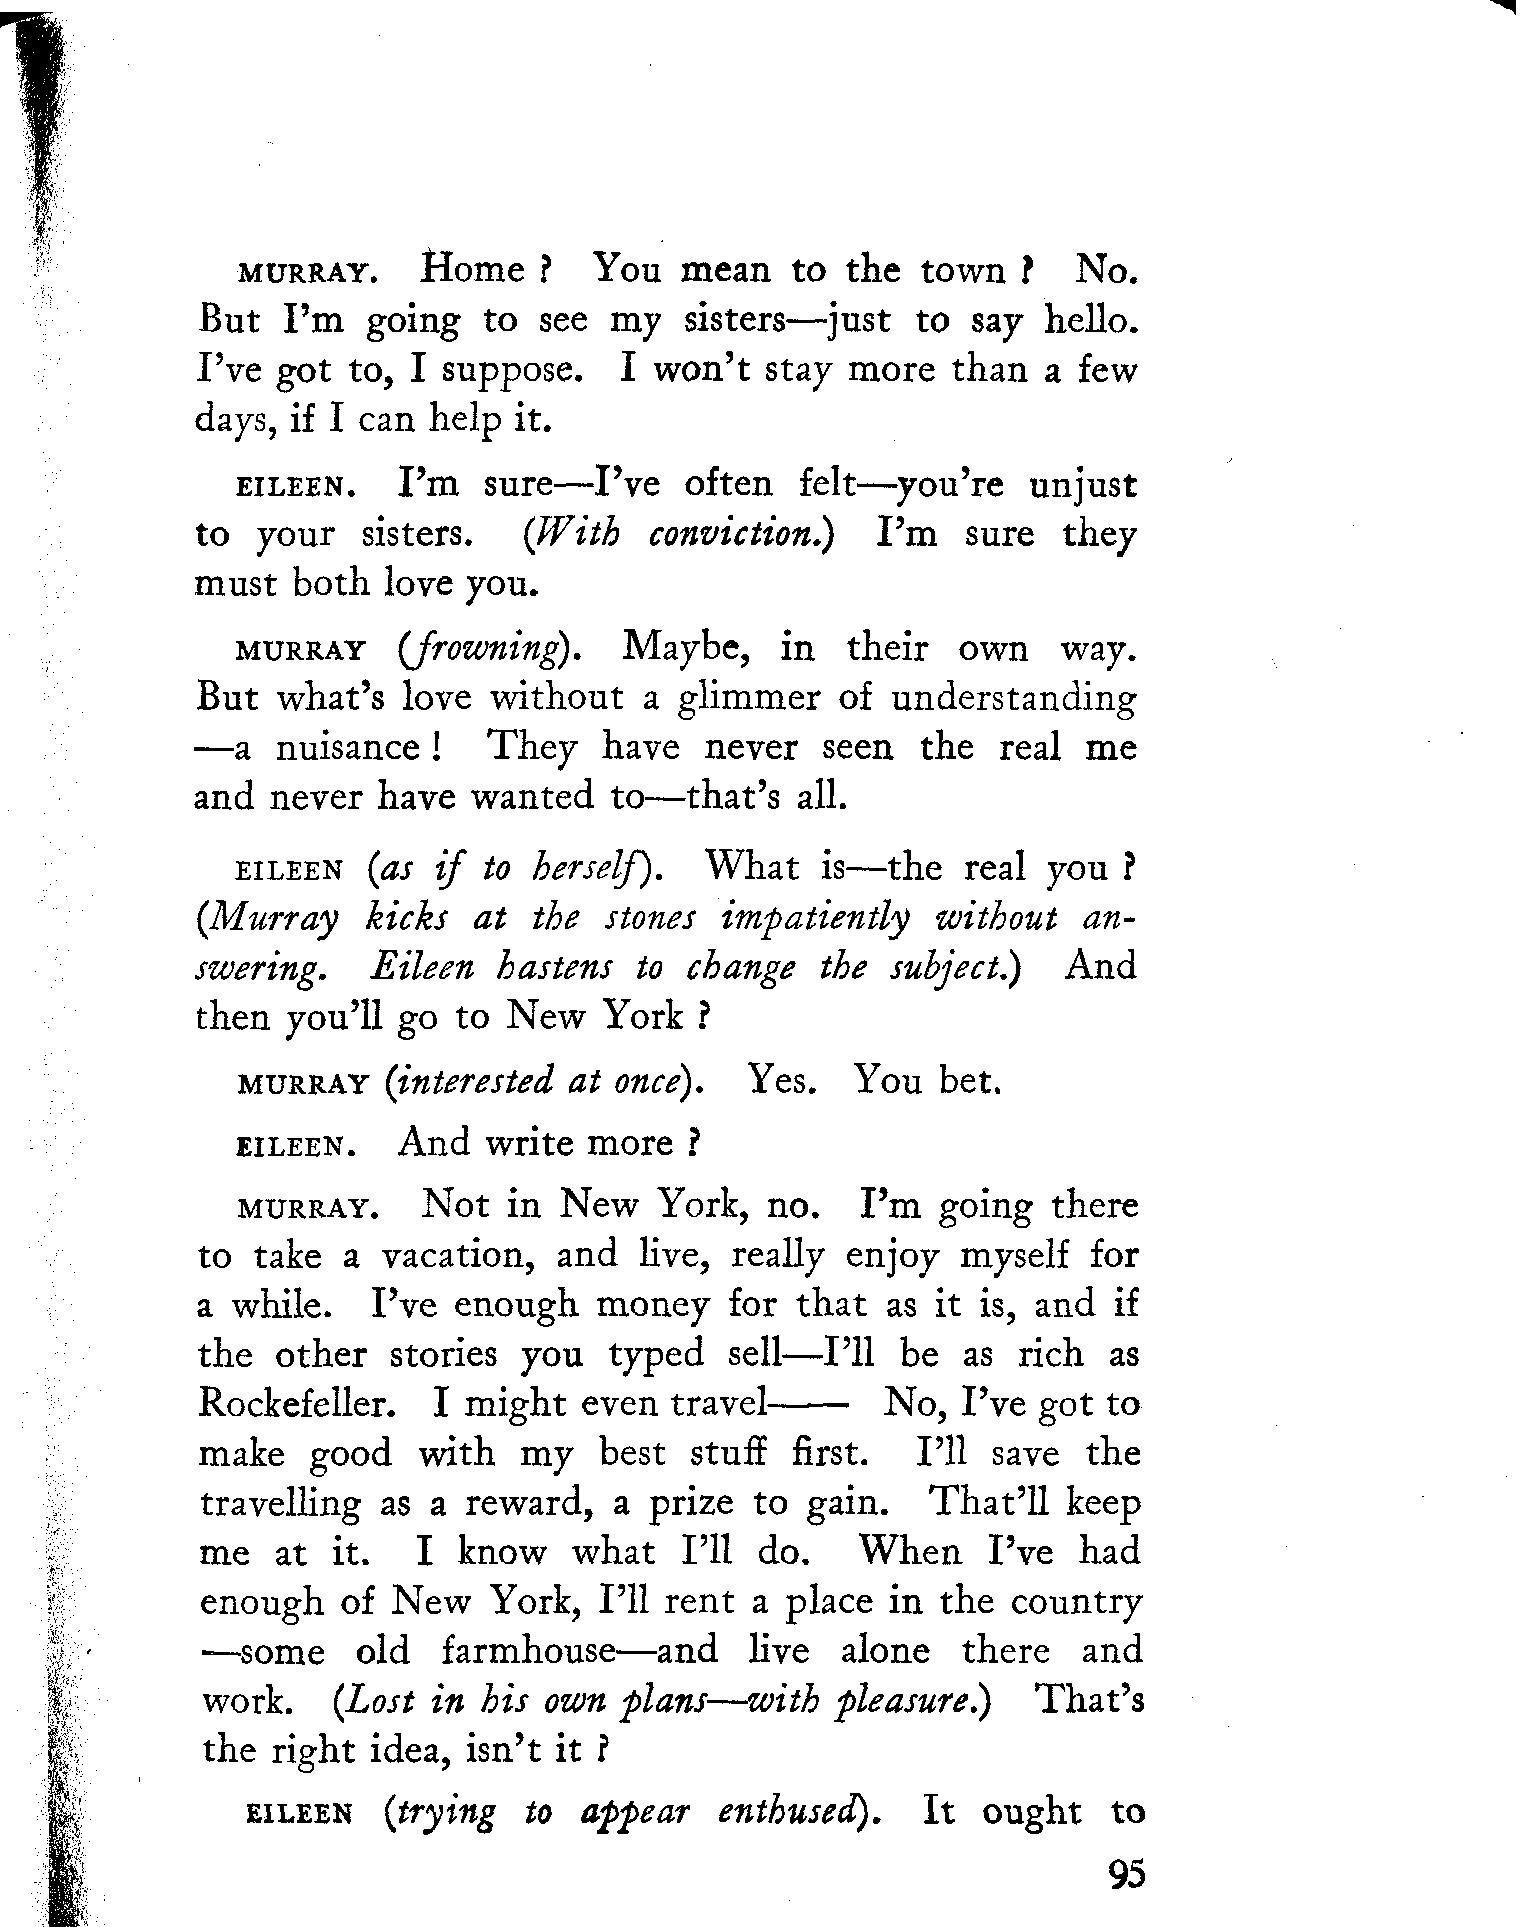 MURRAY. Home ? You mean to the town ? No.
But I'm going to see my sisters—just to say hello.
I've got to, I suppose. I won't stay more than a few
days, if I can help it.
EILEEN. I'm sure—I've often felt—you're unjust
to your sisters. (With conviction.) I'm sure they
must both love you.
MURRAY (frowning). Maybe, in their own way.
But what's love without a glimmer of understanding
—a nuisance ! They have never seen the real me
and never have wanted to—that's all.
EILEEN (as if to herself). What is—the real you ?
(Murray kicks at the stones impatiently without an-
swering. Eileen hastens to change the subject.) And
then you'll go to New York ?
MURRAY (interested at once). Yes. You bet.
EILEEN. And write more ?
MURRAY. Not in New York, no. I'm going there
to take a vacation, and live, really enjoy myself for
a while. I've enough money for that as it is, and if
the other stories you typed sell—I'll be as rich as
Rockefeller. I might even travel—— No, I've got to
make good with my best stuff first. I'll save the
travelling as a reward, a prize to gain. That'll keep
me at it. I know what I'll do. When I've had
enough of New York, I'll rent a place in the country
—some old farmhouse—and live alone there and
work. (Lost in his own plans—with pleasure.) That's
the right idea, isn't it ?
EILEEN (trying to appear enthused). It ought to
95